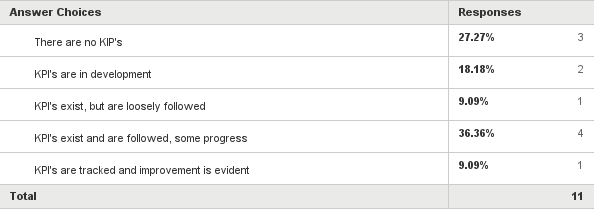 Answer Choices Responses
There are no KIP's 27.27% 3
KPI's are in development 18.18% 2
KPI's exist, but are loosely followed 9.09% 1
KPI's exist and are followed, some progress 36.36% 4
KPI's are tracked and improvement is evident 9.09% 1
Total 11